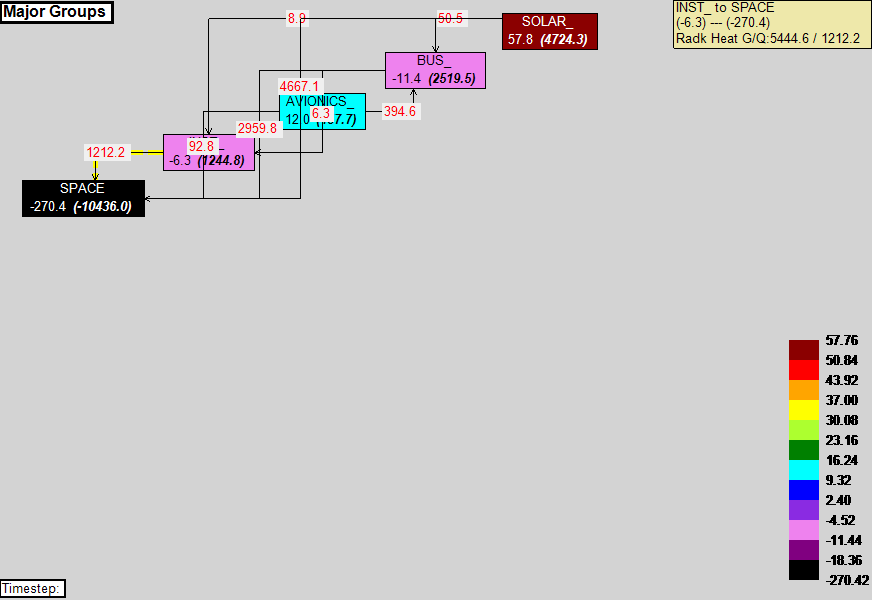 Major Groups
8.9
50.5
SOLAR_
57.8 (4724.3)
INST_ to SPACE
(-6.3) --- (-270.4)
Radk Heat G/Q:5444.6 / 1212.2
BUS_
-11.4 (2519.5)
4667.1
AVIONICS_
12.0
6.3
394.6
2959.8
92.8
-6.3 (1244.8)
1212.2
SPACE
-270.4 (-10436.0)
57.76
50.84
43.92
37.00
30.08
23.16
16.24
9.32
2.40
-4.52
-11.44
-18.36
-270.42
Timestep: